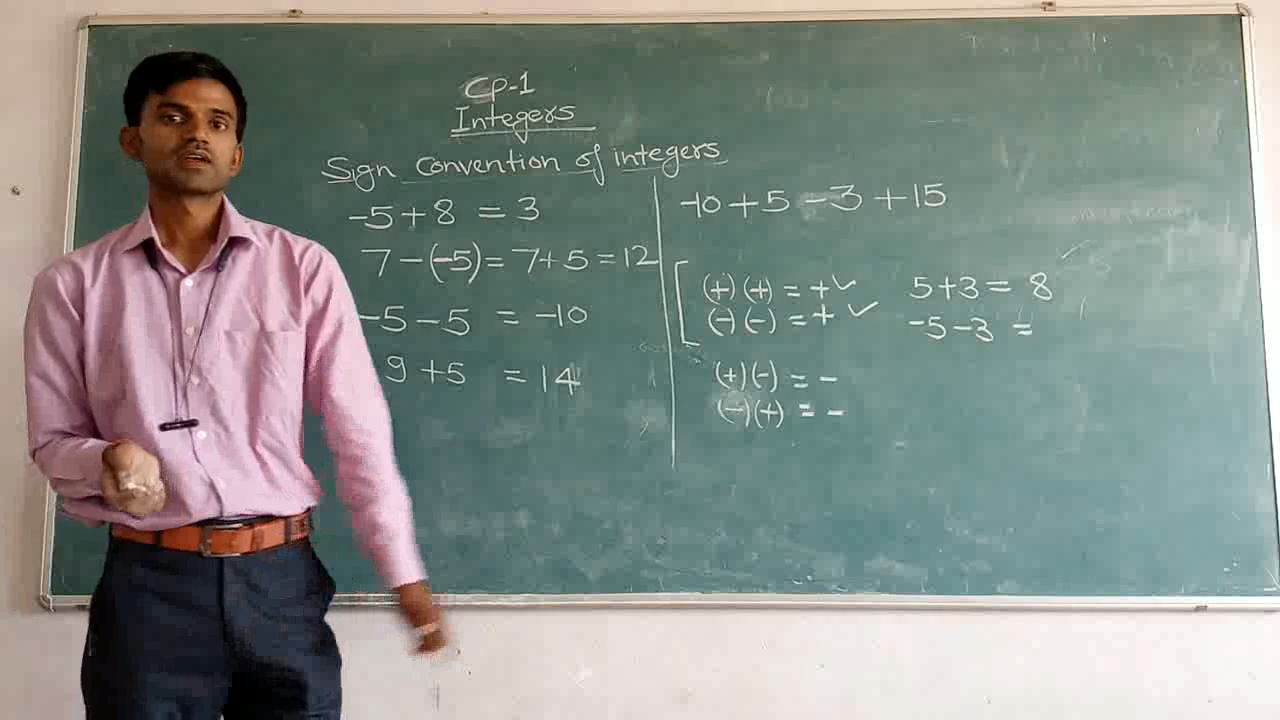 CP-1
Integers
Sign convention of integers
-5+8 = 3
7-(-5)= 7+5 =12
-5-5 = -10
9 +5 = 14
-10+5-3+15
(+) (+) = + ✓
(-) (-) = + ✓
(+)(-) = -
(-)(+) = -
5+3= 8
-5-3 =